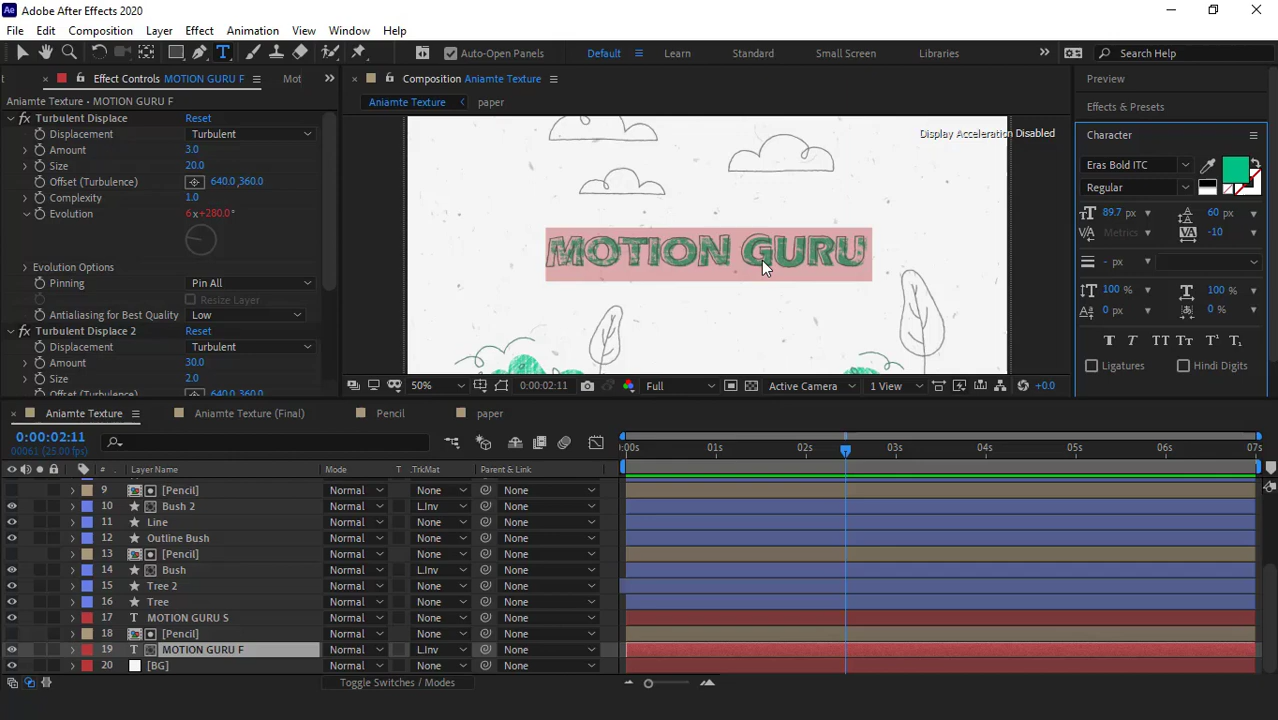 Ae Adobe After Effects 2020
File Edit Composition Layer Effect Animation View Window Help
Auto-Open Panels Default Learn Standard Small Screen Libraries Search Help
Effect Controls MOTION GURU F Mot
Aniamte Texture • MOTION GURU F
fx Turbulent Displace Reset
Displacement Turbulent
Amount 3.0
Size 20.0
Offset (Turbulence) 640.0,360.0
Complexity 1.0
Evolution 6x+280.0°
Evolution Options
Pinning Pin All
Resize Layer
Antialiasing for Best Quality Low
fx Turbulent Displace 2 Reset
Displacement Turbulent
Amount 30.0
Size 2.0
Offset (Turbulence) 640.0,360.0
Composition Aniamte Texture
Aniamte Texture paper
Display Acceleration Disabled
MOTION GURU
50% 0:00:02:11 Full Active Camera 1 View +0.0
Preview
Effects & Presets
Character
Eras Bold ITC
Regular
89.7 px 60 px
Metrics -10
- px
100 % 100 %
0 px 0 %
T T TT Tt T¹ T₁
Ligatures Hindi Digits
Aniamte Texture Aniamte Texture (Final) Pencil paper
0:00:02:11
00061 (25.00 fps)
:00s 01s 02s 03s 04s 05s 06s 07s
# Layer Name Mode T .TrkMat Parent & Link
9 [Pencil] Normal None None
10 Bush 2 Normal L.Inv None
11 Line Normal None None
12 Outline Bush Normal None None
13 [Pencil] Normal None None
14 Bush Normal L.Inv None
15 Tree 2 Normal None None
16 Tree Normal None None
17 T MOTION GURU S Normal None None
18 [Pencil] Normal None None
19 T MOTION GURU F Normal L.Inv None
20 [BG] Normal None None
Toggle Switches / Modes